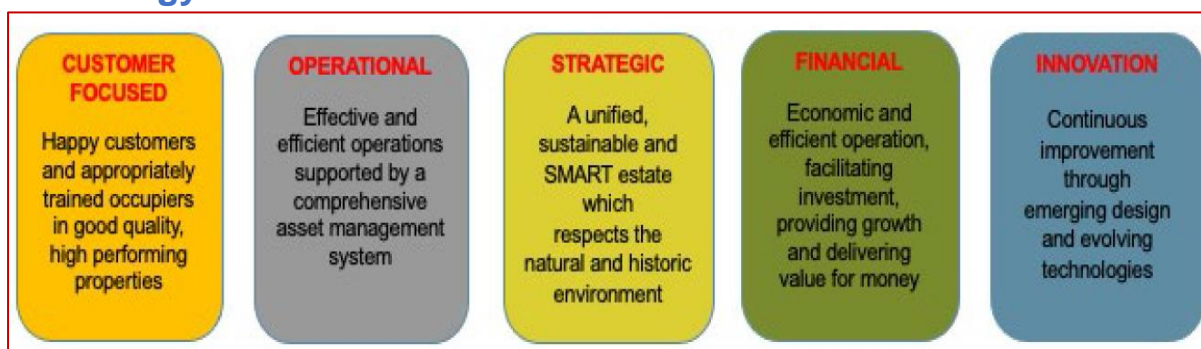 CUSTOMER
FOCUSED
Happy customers
and appropriately
trained occupiers
in good quality,
high performing
properties
OPERATIONAL
Effective and
efficient operations
supported by a
comprehensive
asset management
system
STRATEGIC
A unified,
sustainable and
SMART estate
which
respects the
natural and historic
environment
FINANCIAL
Economic and
efficient operation,
facilitating
investment,
providing growth
and delivering
value for money
INNOVATION
Continuous
improvement
through
emerging design
and evolving
technologies